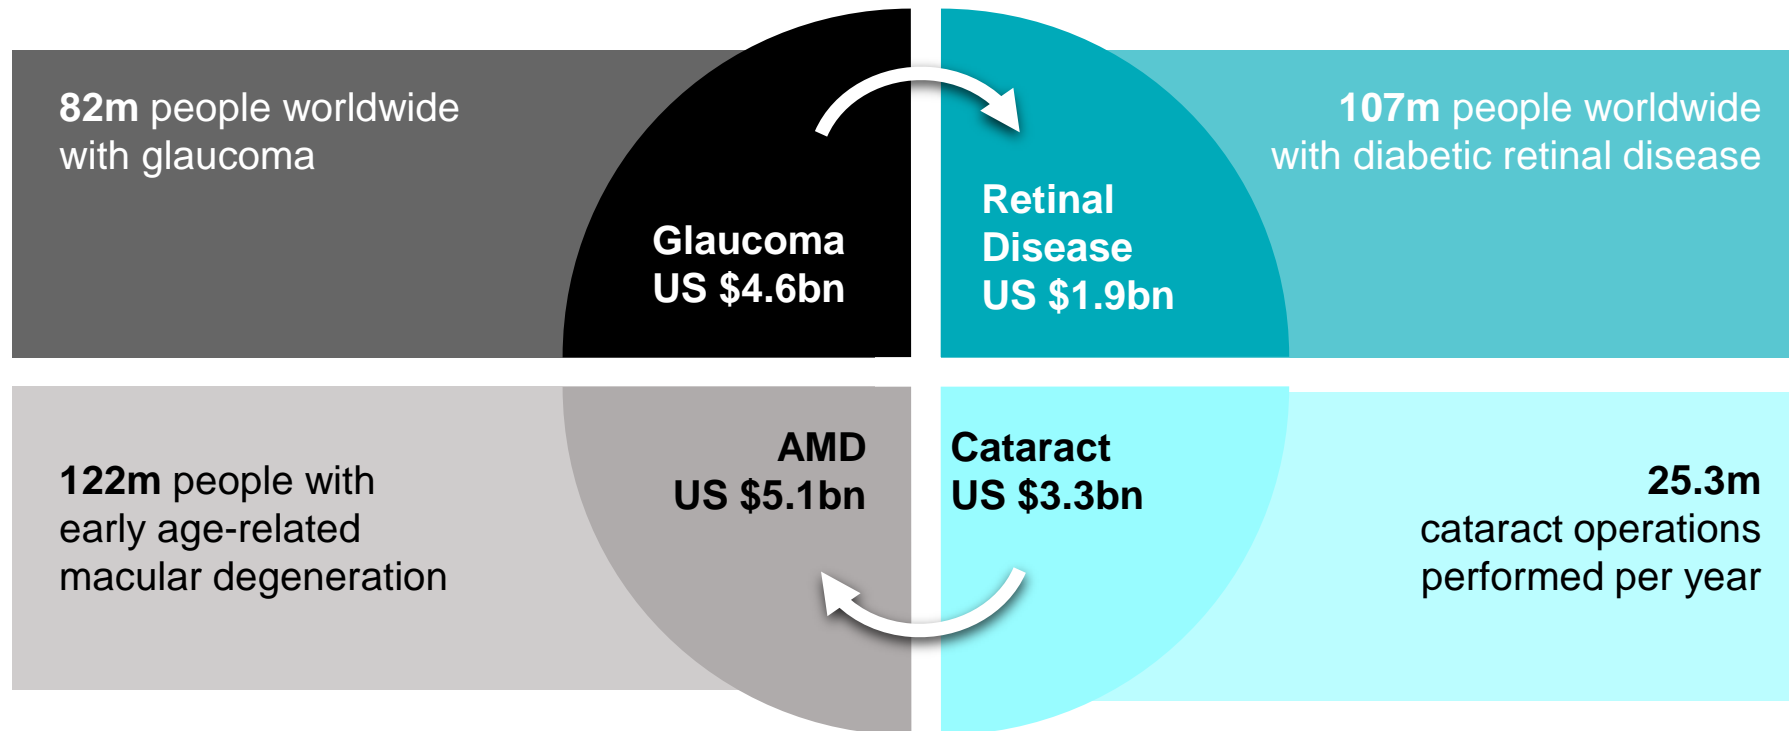 82m people worldwide
with glaucoma
Glaucoma
US $4.6bn
Retinal
Disease
US $1.9bn
107m people worldwide
with diabetic retinal disease
122m people with
early age-related
macular degeneration
AMD
US $5.1bn
Cataract
US $3.3bn
25.3m
cataract operations
performed per year